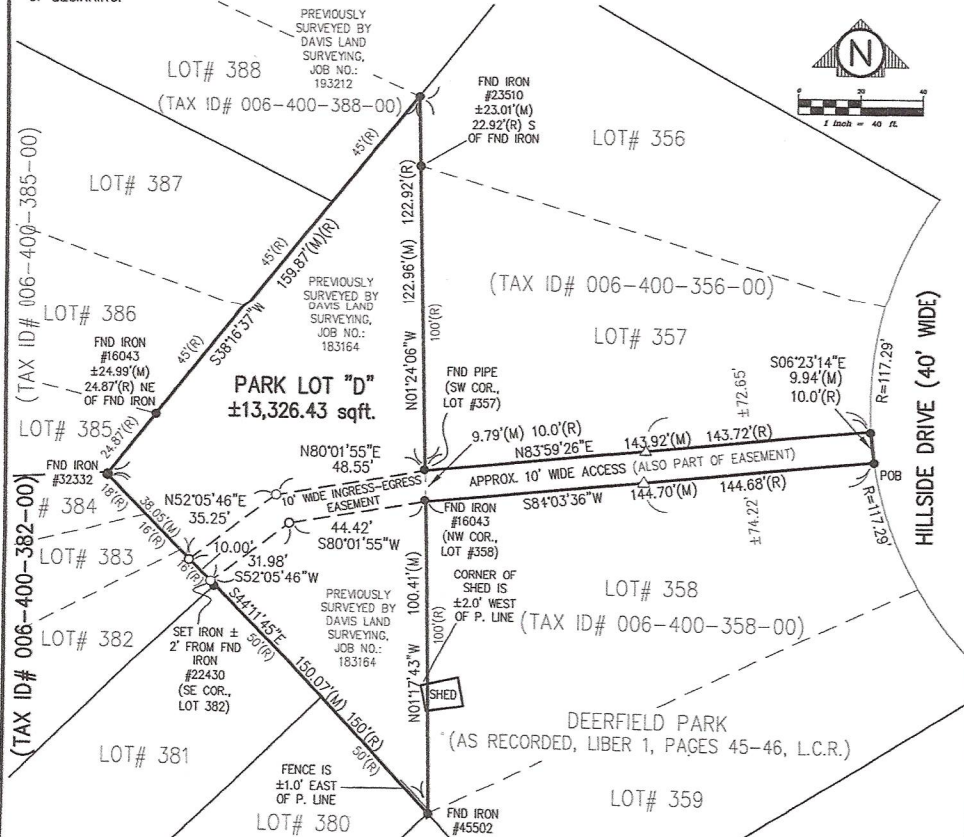 PREVIOUSLY
SURVEYED BY
DAVIS LAND
SURVEYING,
JOB NO.:
193212
LOT# 388
(TAX ID# 006-400-388-00)
45'(R)
FND IRON
#23510
±23.01'(M)
22.92'(R) S
OF FND IRON
N
20
40
1 inch = 40 ft.
LOT# 356
(TAX ID# 006-400-385-00)
LOT# 387
45'(R)
159.87'(M)(R)
S38°16'37"W
122.92'(R)
122.96'(M)
100'(R)
N01°24'06"W
PREVIOUSLY
SURVEYED BY
DAVIS LAND
SURVEYING,
JOB NO.:
183164
(TAX ID# 006-400-356-00)
LOT# 357
LOT# 386
FND IRON
#16043
±24.99'(M)
24.87'(R) NE
OF FND IRON
45'(R)
PARK LOT "D"
±13,326.43 sqft.
FND PIPE
(SW COR.,
LOT #357)
±72.65'
S06°23'14"E
9.94'(M)
10.0'(R)
R=117.29'
HILLSIDE DRIVE (40' WIDE)
LOT# 385
24.87'(R)
FND IRON
#32332
N80°01'55"E
48.55'
9.79'(M) 10.0'(R)
N83°59'26"E
143.92'(M) 143.72'(R)
10' WIDE INGRESS-EGRESS
EASEMENT
APPROX. 10' WIDE ACCESS (ALSO PART OF EASEMENT)
S84°03'36"W
144.70'(M) 144.68'(R)
POB
R=117.29'
(TAX ID# 006-400-382-00)
# 384
18'(R)
38.05'(M)
16'(R)
N52°05'46"E
35.25'
44.42'
S80°01'55"W
FND IRON
#16043
(NW COR.,
LOT #358)
±74.22'
LOT# 383
16'(R)
10.00'
31.98'
S52°05'46"W
S44°11'45"E
50'(R)
PREVIOUSLY
SURVEYED BY
DAVIS LAND
SURVEYING,
JOB NO.:
183164
100.41'(M)
100'(R)
N01°17'43"W
CORNER OF
SHED IS
±2.0' WEST
OF P. LINE
LOT# 358
(TAX ID# 006-400-358-00)
LOT# 382
SET IRON ±
2' FROM FND
IRON
#22430
(SE COR.,
LOT 382)
150.07'(M) 150'(R)
50'(R)
SHED
LOT# 381
DEERFIELD PARK
(AS RECORDED, LIBER 1, PAGES 45-46, L.C.R.)
FENCE IS
±1.0' EAST
OF P. LINE
LOT# 380
FND IRON
#45502
LOT# 359